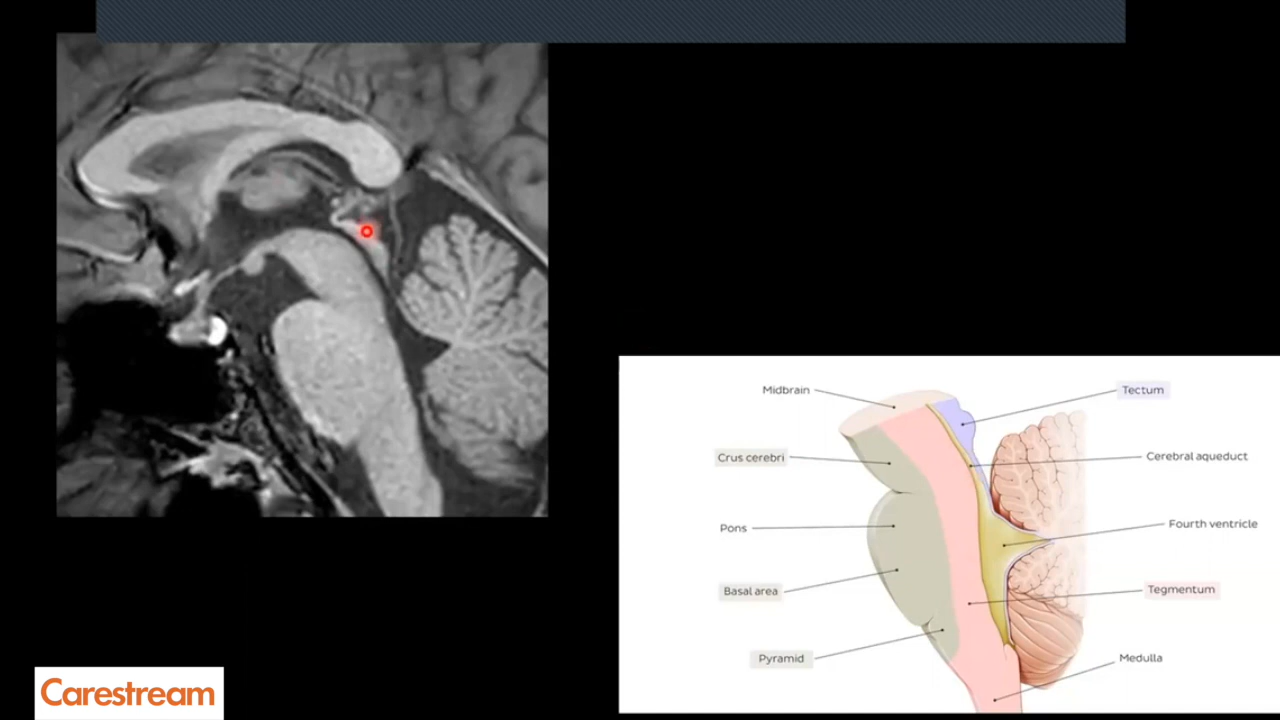 Midbrain
Tectum
Crus cerebri
Cerebral aqueduct
Pons
Fourth ventricle
Basal area
Tegmentum
Pyramid
Medulla
Carestream